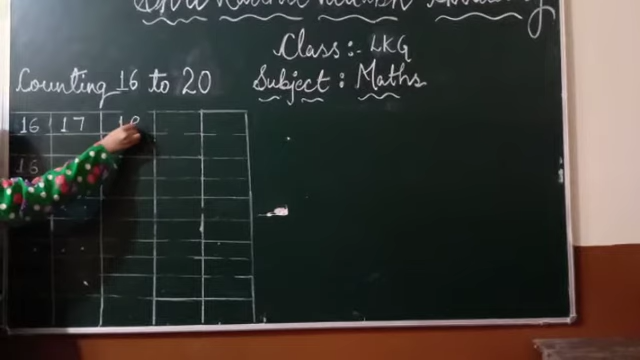 Class :- LKG
Counting 16 to 20
Subject : Maths
16 17 18
16